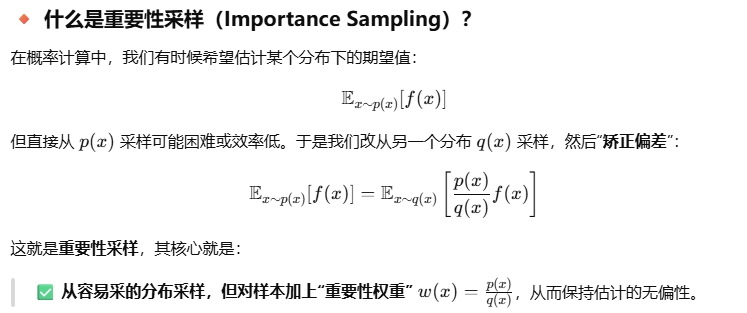 🔸 什么是重要性采样（Importance Sampling）?
在概率计算中，我们有时候希望估计某个分布下的期望值：
$\mathbb{E}_{x\sim p(x)}[f(x)]$
但直接从 $p(x)$ 采样可能困难或效率低。于是我们改从另一个分布 $q(x)$ 采样，然后“矫正偏差”：
$\mathbb{E}_{x\sim p(x)}[f(x)] = \mathbb{E}_{x\sim q(x)}\left[\frac{p(x)}{q(x)}f(x)\right]$
这就是重要性采样，其核心就是：
✅ 从容易采的分布采样，但对样本加上“重要性权重” $w(x) = \frac{p(x)}{q(x)}$，从而保持估计的无偏性。